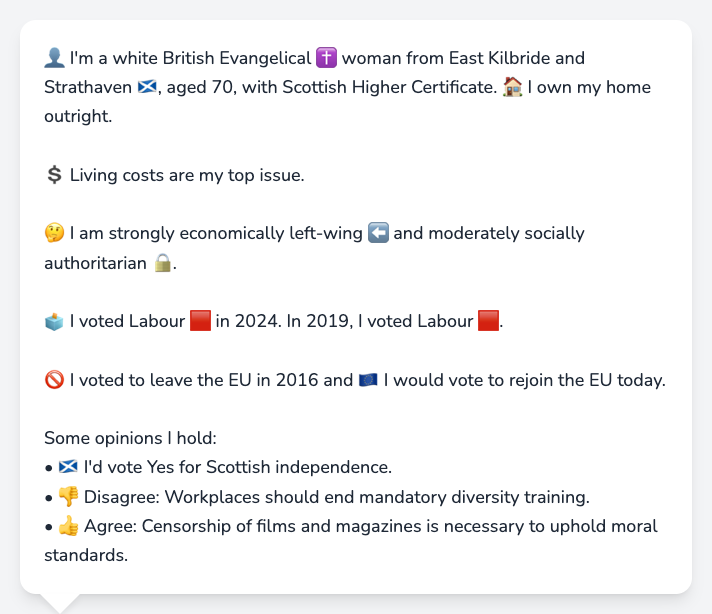 👤 I'm a white British Evangelical ✝️ woman from East Kilbride and
Strathaven 🏴󠁧󠁢󠁳󠁣󠁴󠁿, aged 70, with Scottish Higher Certificate. 🏠 I own my home
outright.
💲 Living costs are my top issue.
🤔 I am strongly economically left-wing ⬅️ and moderately socially
authoritarian 🔒.
🗳️ I voted Labour 🟥 in 2024. In 2019, I voted Labour 🟥.
🚫 I voted to leave the EU in 2016 and 🇪🇺 I would vote to rejoin the EU today.
Some opinions I hold:
• 🏴󠁧󠁢󠁳󠁣󠁴󠁿 I'd vote Yes for Scottish independence.
• 👎 Disagree: Workplaces should end mandatory diversity training.
• 👍 Agree: Censorship of films and magazines is necessary to uphold moral
standards.